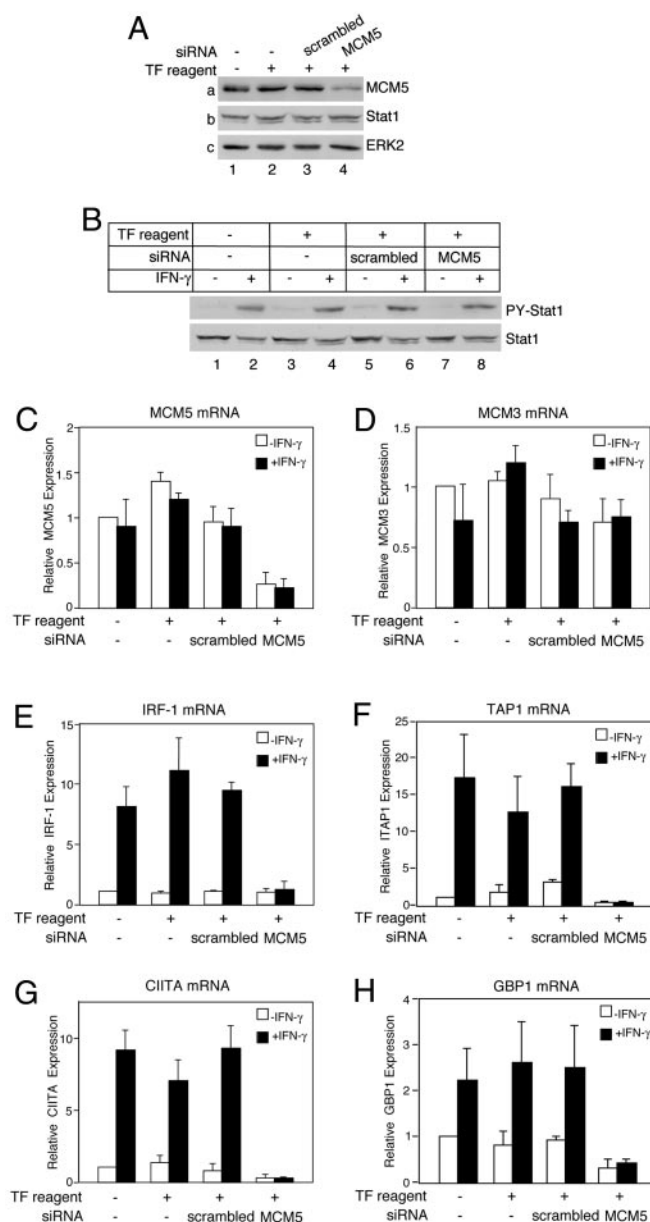 A
siRNA - - scrambled MCM5
TF reagent - + + +
a MCM5
b Stat1
c ERK2
1 2 3 4
B
TF reagent - + + +
siRNA - - scrambled MCM5
IFN-γ - + - + - + - +
PY-Stat1
Stat1
1 2 3 4 5 6 7 8
C
MCM5 mRNA
Relative MCM5 Expression
2
1.5
1
0.5
0
-IFN-γ
+IFN-γ
TF reagent - + + +
siRNA - - scrambled MCM5
D
MCM3 mRNA
Relative MCM3 Expression
1.5
1.0
0.5
0
-IFN-γ
+IFN-γ
TF reagent - + + +
siRNA - - scrambled MCM5
E
IRF-1 mRNA
Relative IRF-1 Expression
15
10
5
0
-IFN-γ
+IFN-γ
TF reagent - + + +
siRNA - - scrambled MCM5
F
TAP1 mRNA
Relative ITAP1 Expression
25
20
15
10
5
0
-IFN-γ
+IFN-γ
TF reagent - + + +
siRNA - - scrambled MCM5
G
CIITA mRNA
Relative CIITA Expression
10
5
0
-IFN-γ
+IFN-γ
TF reagent - + + +
siRNA - - scrambled MCM5
H
GBP1 mRNA
Relative GBP1 Expression
4
3
2
1
0
-IFN-γ
+IFN-γ
TF reagent - + + +
siRNA - - scrambled MCM5